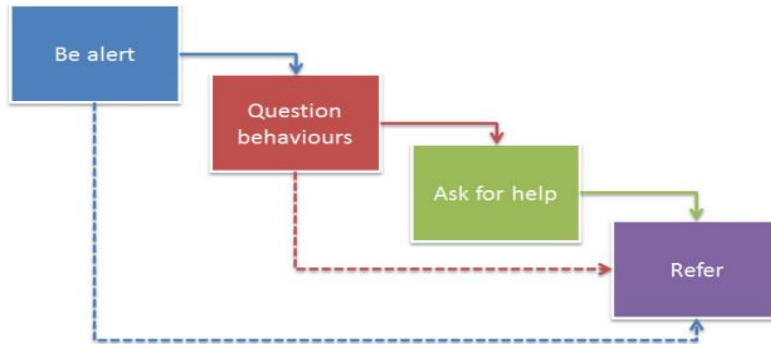 Be alert
Question
behaviours
Ask for help
Refer